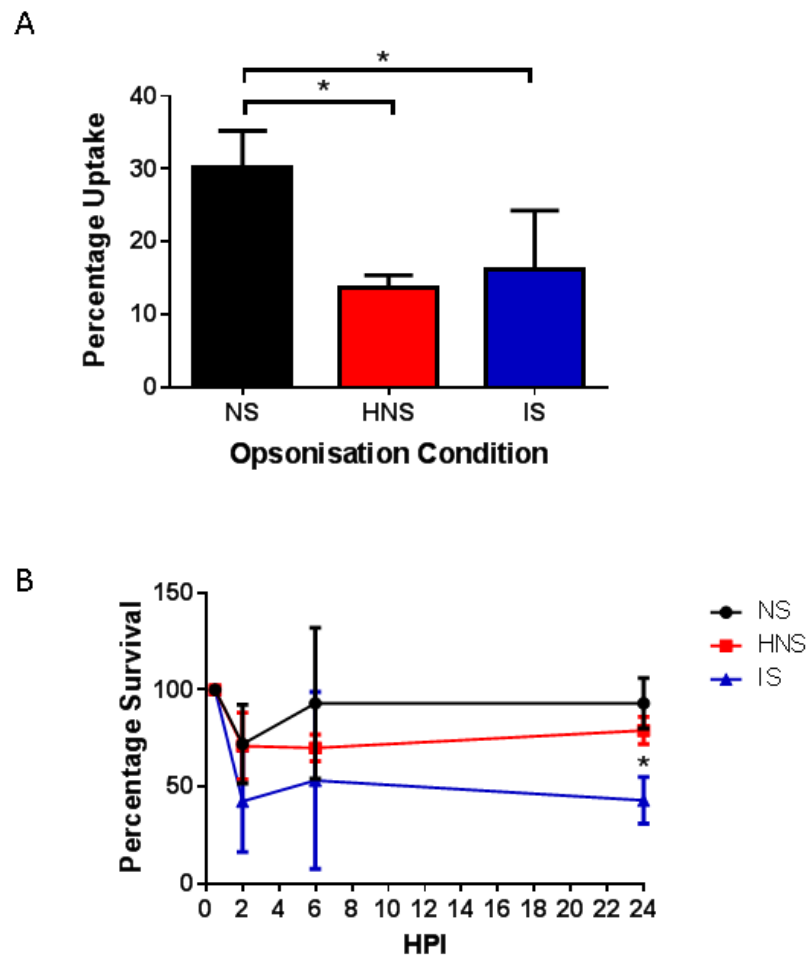 A
*
*
40
30
20
10
0
Percentage Uptake
NS HNS IS
Opsonisation Condition
B
150
100
50
0
Percentage Survival
*
0 2 4 6 8 10 12 14 16 18 20 22 24
HPI
NS
HNS
IS